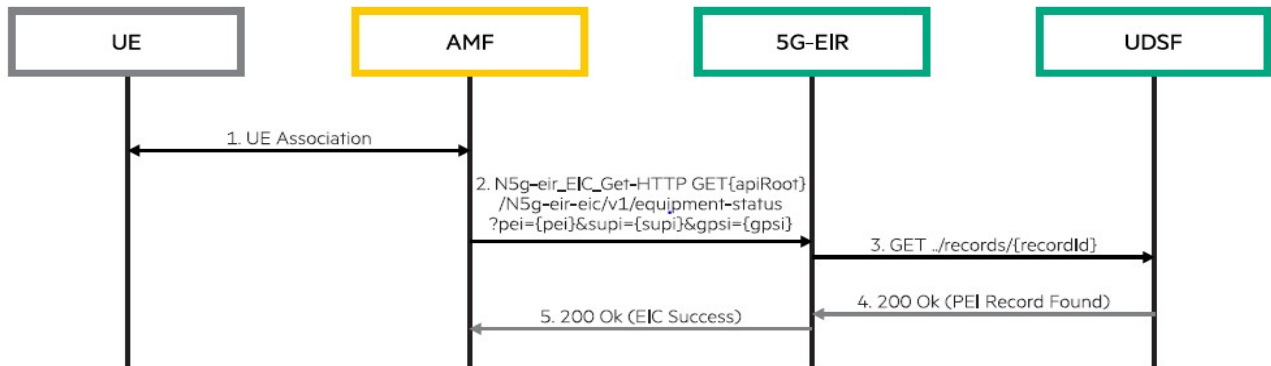 UE
AMF
5G-EIR
UDSF
1. UE Association
2. N5g-eir_EIC_Get-HTTP GET{apiRoot}
/N5g-eir-eic/v1/equipment-status
?pei={pei}&supi={supi}&gpsi={gpsi}
3. GET ../records/{recordId}
4. 200 Ok (PEI Record Found)
5. 200 Ok (EIC Success)